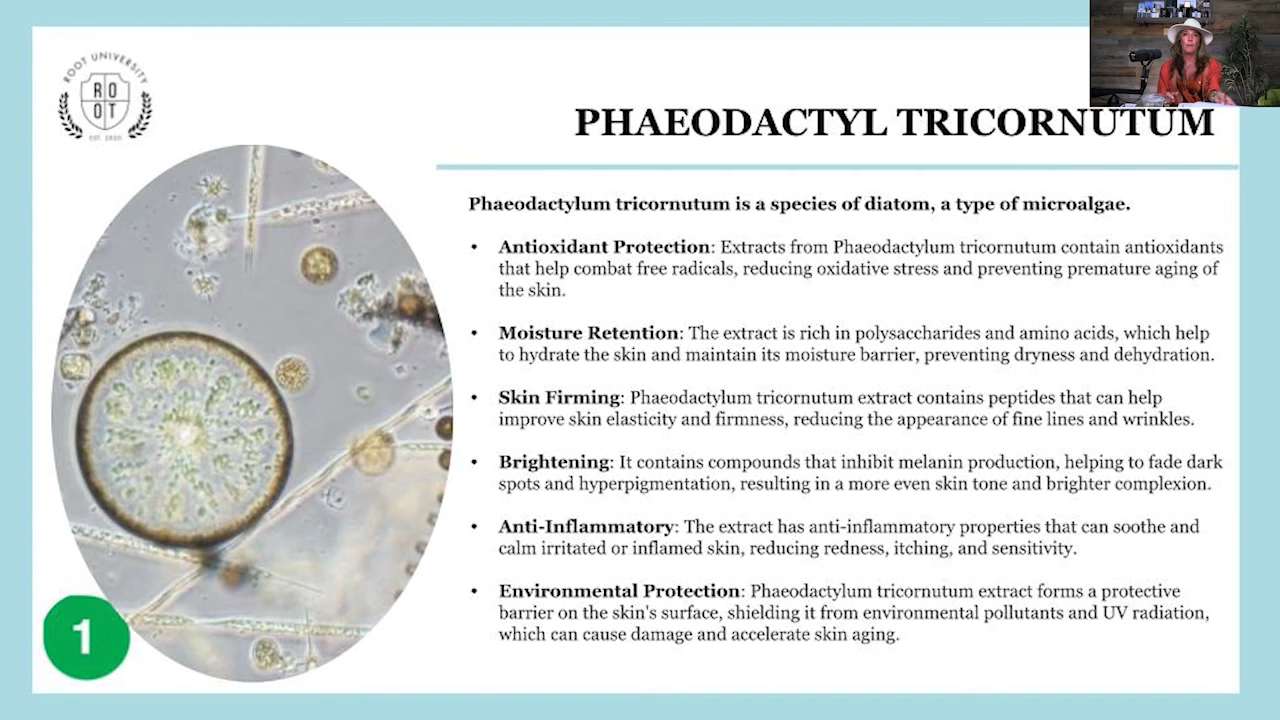 ROOT UNIVERSITY
RO
OT
EST. 2020
PHAEODACTYL TRICORNUTUM
Phaeodactylum tricornutum is a species of diatom, a type of microalgae.
• Antioxidant Protection: Extracts from Phaeodactylum tricornutum contain antioxidants
that help combat free radicals, reducing oxidative stress and preventing premature aging of
the skin.
• Moisture Retention: The extract is rich in polysaccharides and amino acids, which help
to hydrate the skin and maintain its moisture barrier, preventing dryness and dehydration.
• Skin Firming: Phaeodactylum tricornutum extract contains peptides that can help
improve skin elasticity and firmness, reducing the appearance of fine lines and wrinkles.
• Brightening: It contains compounds that inhibit melanin production, helping to fade dark
spots and hyperpigmentation, resulting in a more even skin tone and brighter complexion.
• Anti-Inflammatory: The extract has anti-inflammatory properties that can soothe and
calm irritated or inflamed skin, reducing redness, itching, and sensitivity.
• Environmental Protection: Phaeodactylum tricornutum extract forms a protective
barrier on the skin's surface, shielding it from environmental pollutants and UV radiation,
which can cause damage and accelerate skin aging.
1